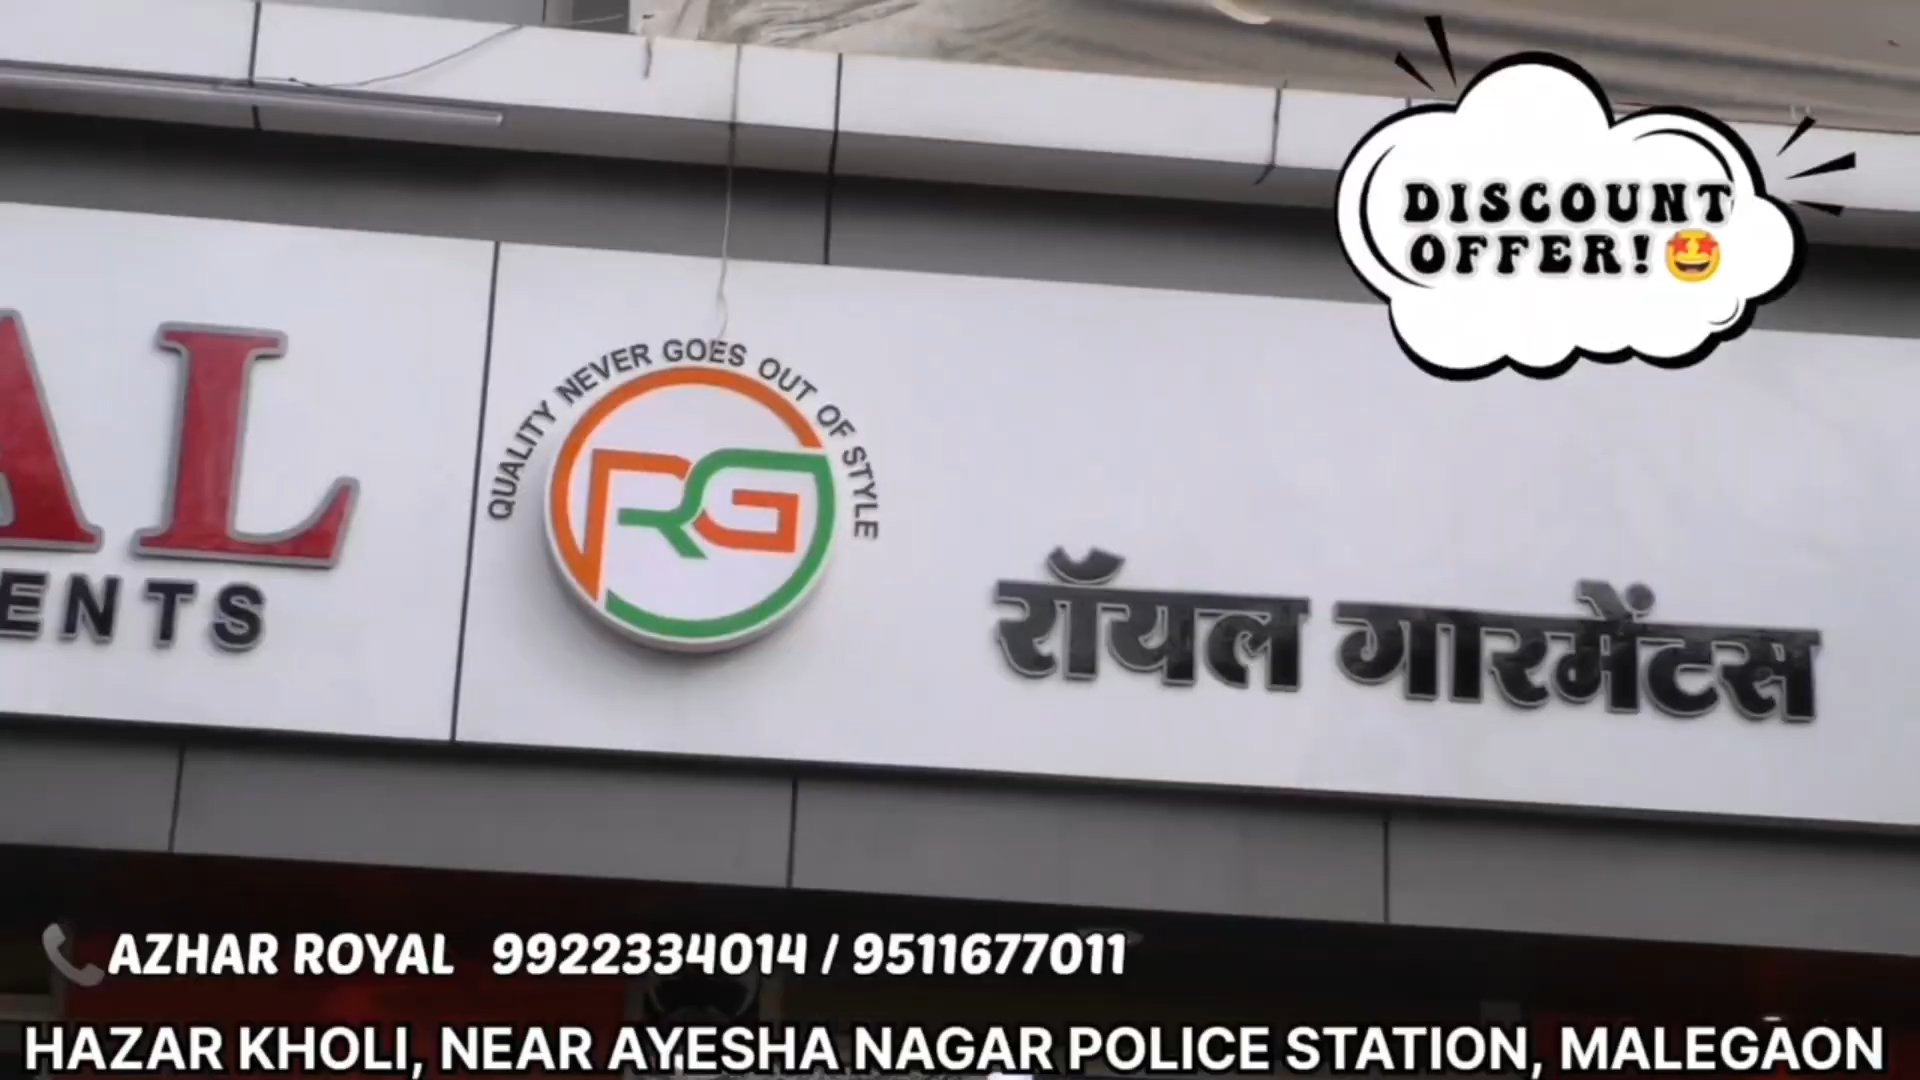 DISCOUNT
OFFER!🤩
AL
ENTS
QUALITY NEVER GOES OUT OF STYLE
RG
रॉयल गारमेंटस
AZHAR ROYAL 9922334014 / 9511677011
HAZAR KHOLI, NEAR AYESHA NAGAR POLICE STATION, MALEGAON